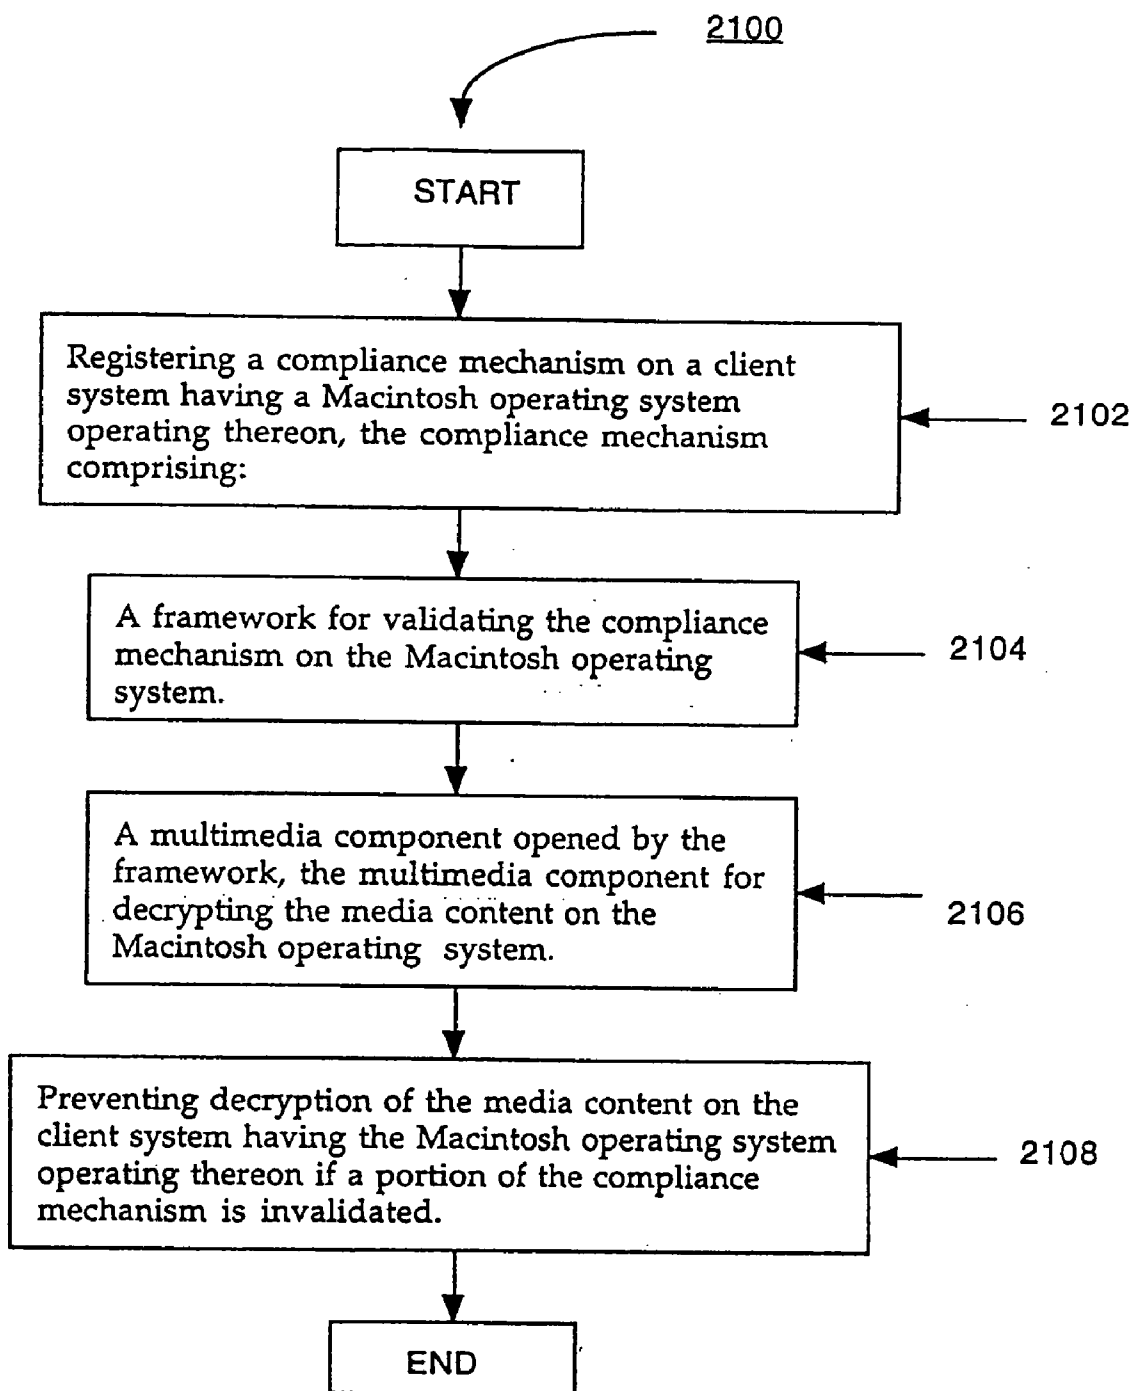 2100
START
Registering a compliance mechanism on a client
system having a Macintosh operating system
operating thereon, the compliance mechanism
comprising:
2102
A framework for validating the compliance
mechanism on the Macintosh operating
system.
2104
A multimedia component opened by the
framework, the multimedia component for
decrypting the media content on the
Macintosh operating system.
2106
Preventing decryption of the media content on the
client system having the Macintosh operating system
operating thereon if a portion of the compliance
mechanism is invalidated.
2108
END